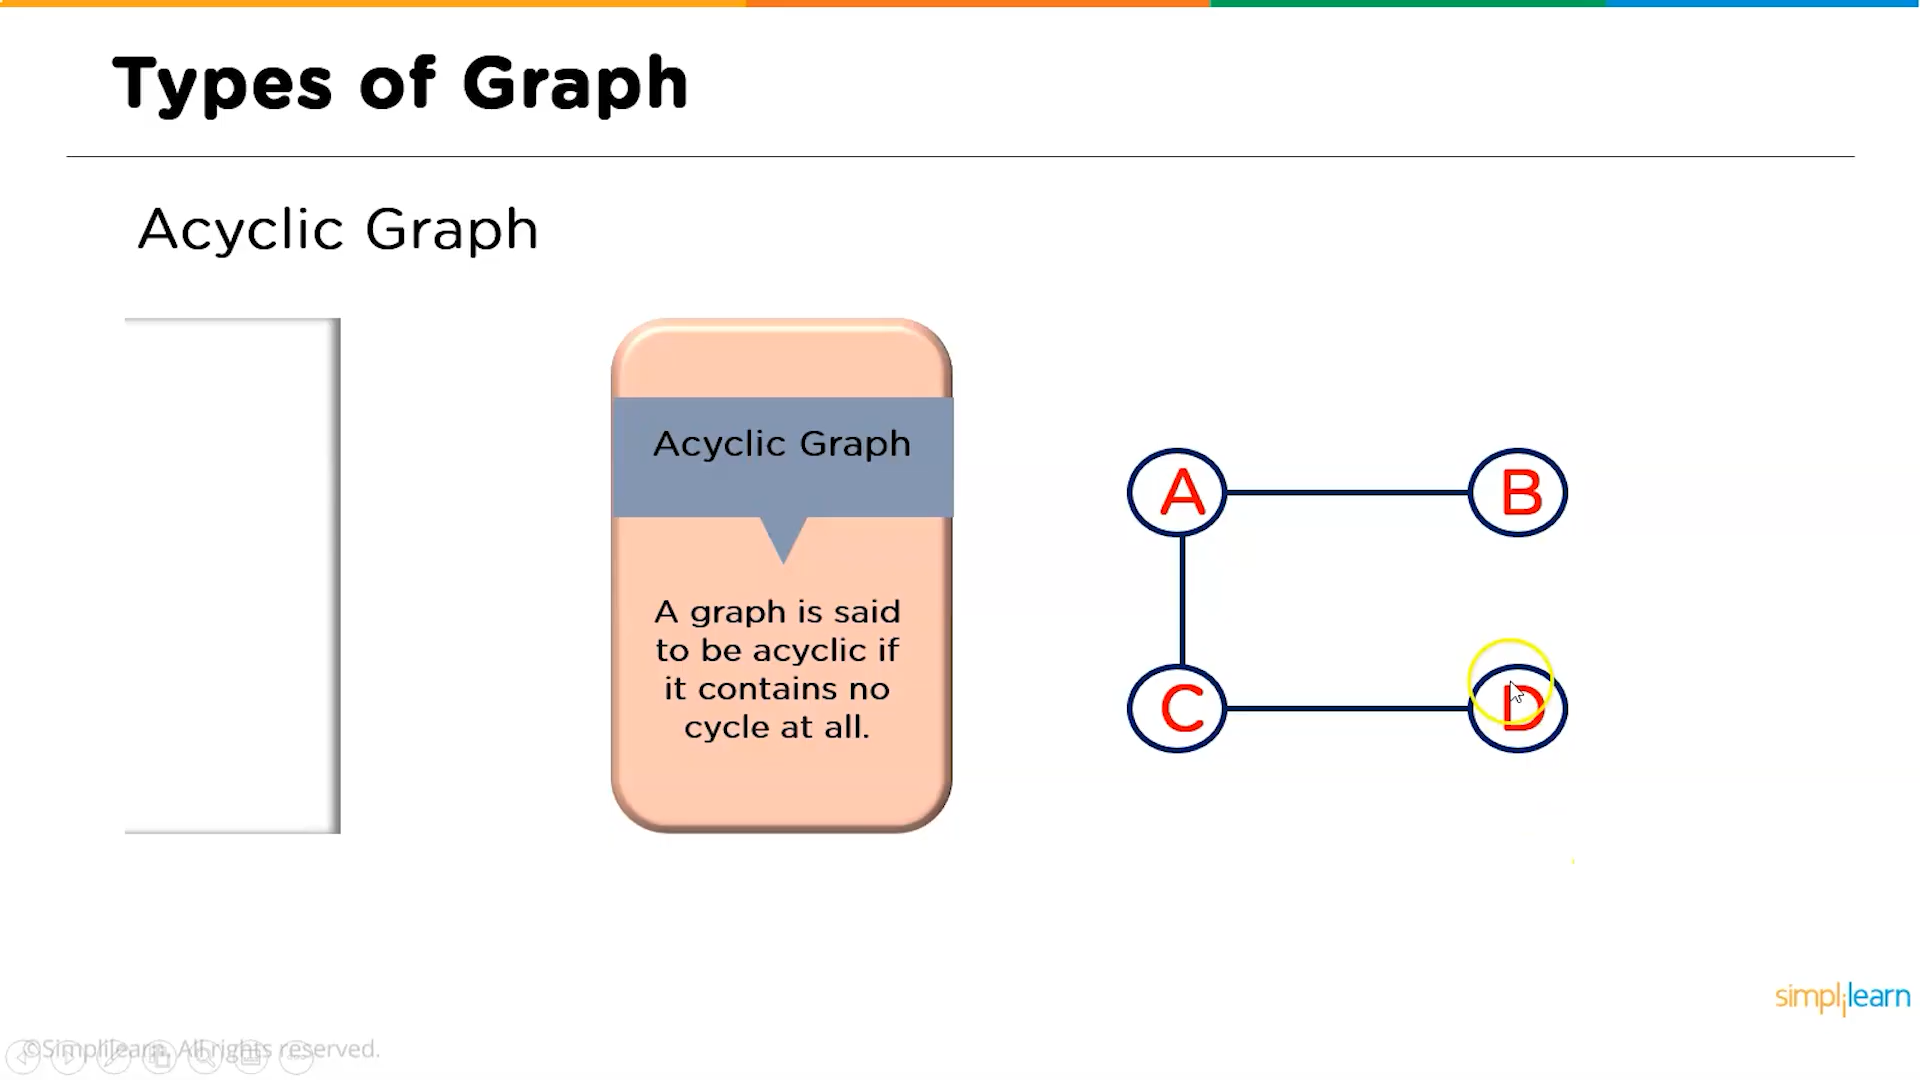 Types of Graph
Acyclic Graph
Acyclic Graph
A graph is said
to be acyclic if
it contains no
cycle at all.
A
B
C
D
simplilearn
©Simplilearn. All rights reserved.